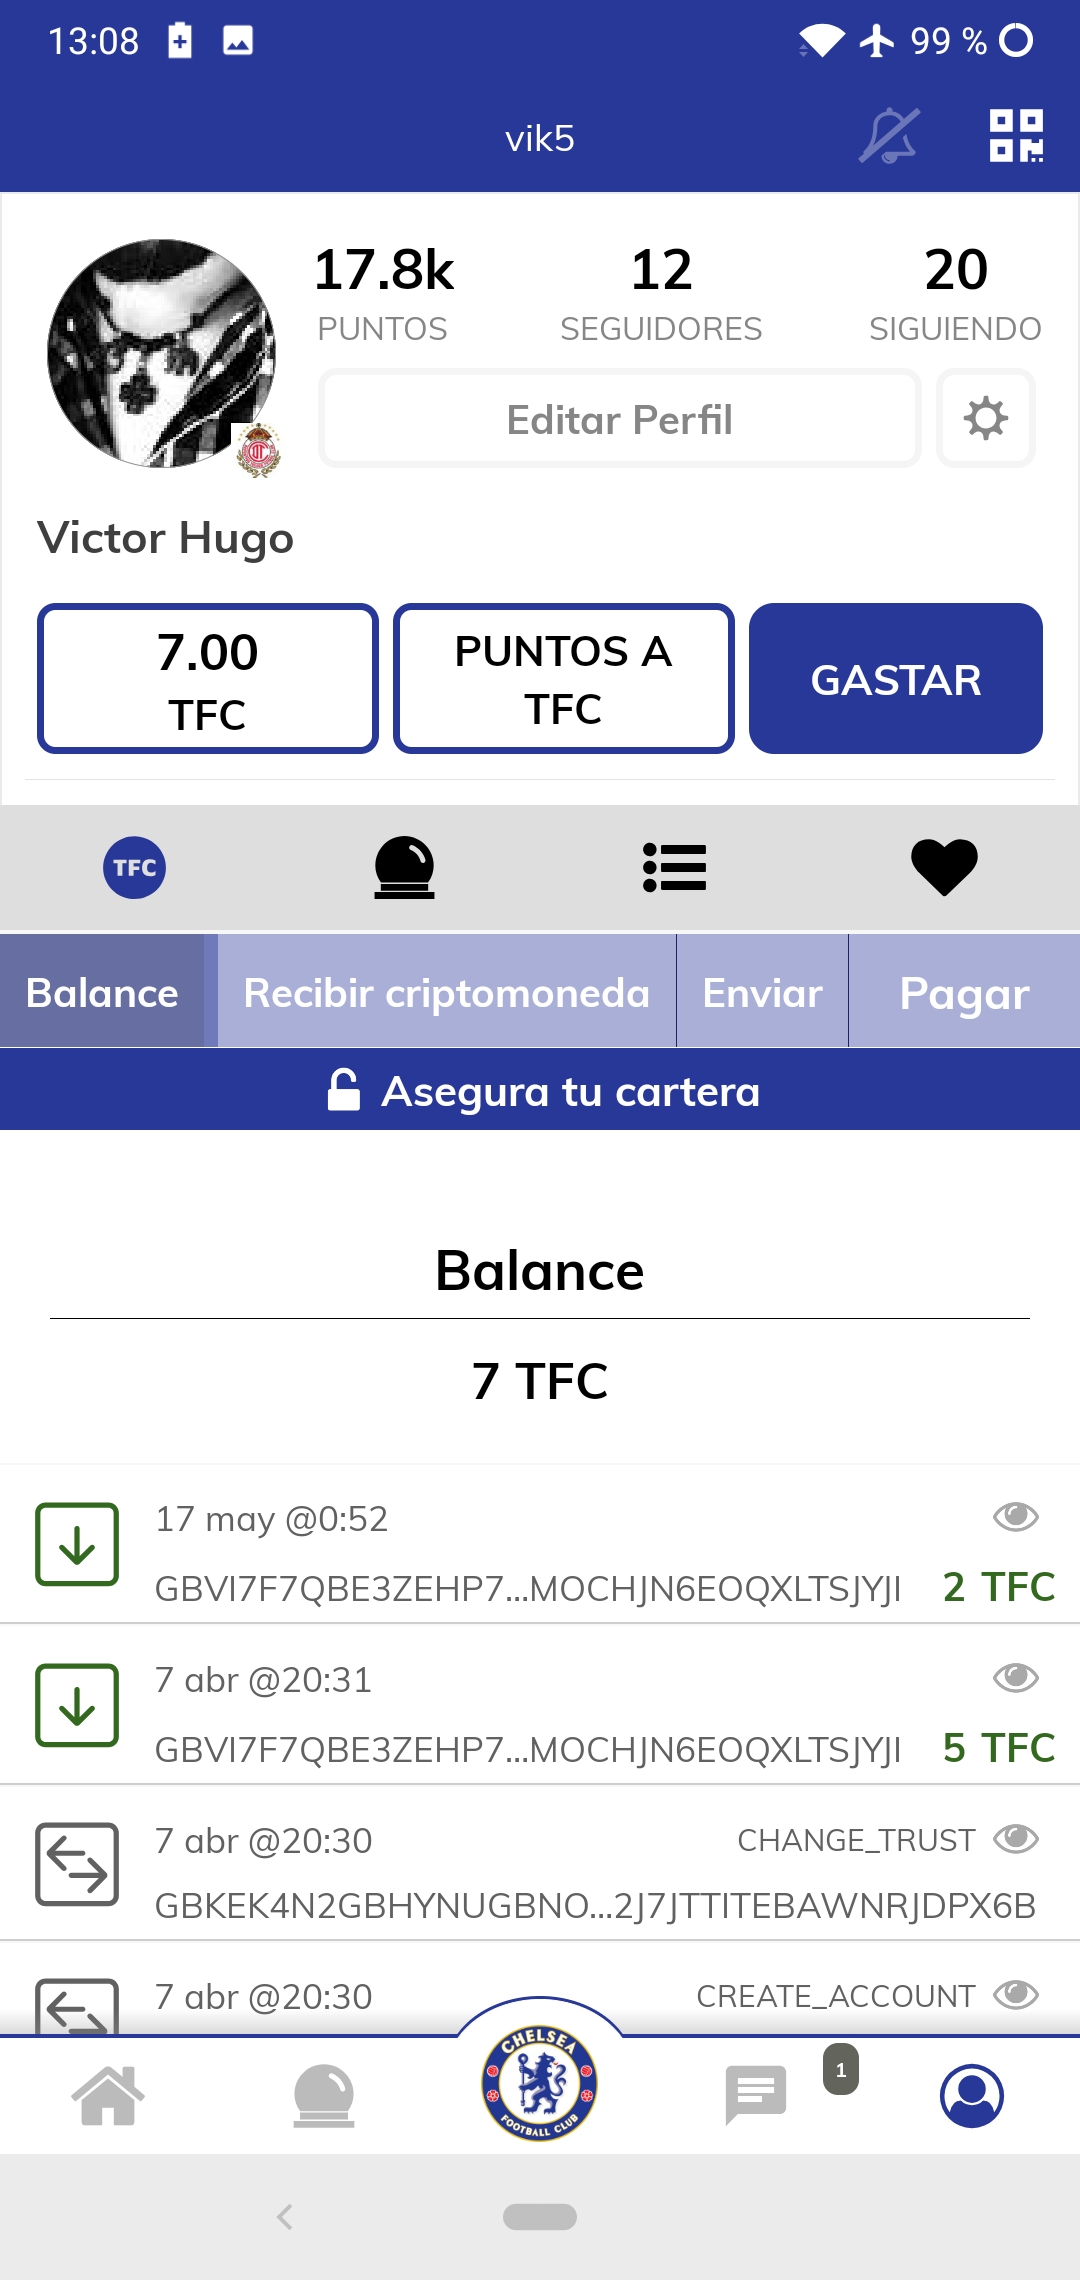 13:08
99 %
vik5
17.8k
12
20
PUNTOS
SEGUIDORES
SIGUIENDO
Editar Perfil
Victor Hugo
7.00
TFC
PUNTOS A
TFC
GASTAR
TFC
Balance
Recibir criptomoneda
Enviar
Pagar
Asegura tu cartera
Balance
7 TFC
17 may @0:52
GBVI7F7QBE3ZEHP7...MOCHJN6EOQXLTSJYJI
2 TFC
7 abr @20:31
GBVI7F7QBE3ZEHP7...MOCHJN6EOQXLTSJYJI
5 TFC
7 abr @20:30
CHANGE_TRUST
GBKEK4N2GBHYNUGBNO...2J7JTTITEBAWNRJDPX6B
7 abr @20:30
CREATE_ACCOUNT
CHELSEA
FOOTBALL CLUB
1